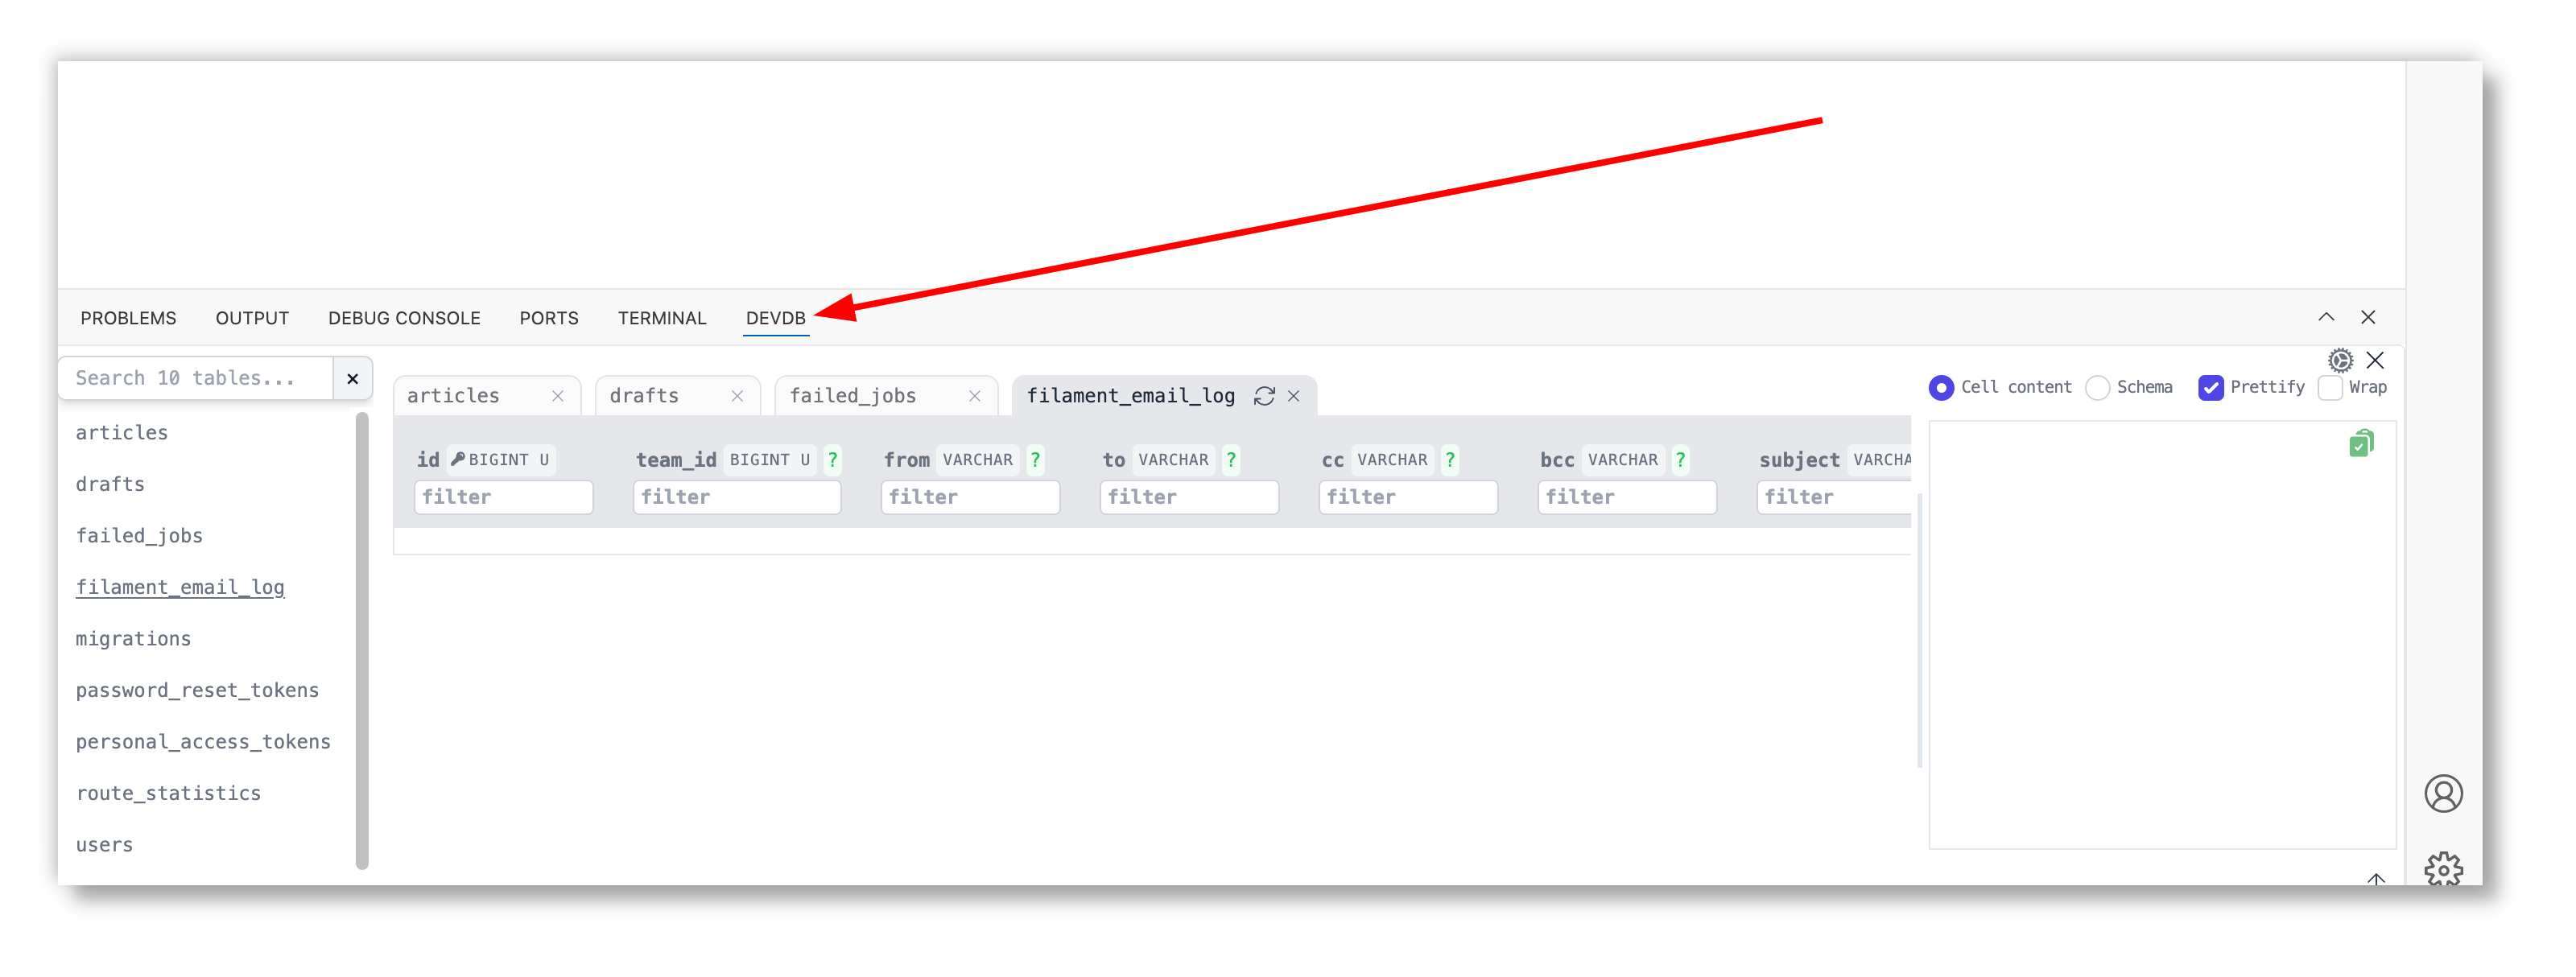 PROBLEMS OUTPUT DEBUG CONSOLE PORTS TERMINAL DEVDB
Search 10 tables...
articles
drafts
failed_jobs
filament_email_log
migrations
password_reset_tokens
personal_access_tokens
route_statistics
users
articles drafts failed_jobs filament_email_log
id BIGINT U team_id BIGINT U ? from VARCHAR ? to VARCHAR ? cc VARCHAR ? bcc VARCHAR ? subject VARCHA
filter filter filter filter filter filter filter
Cell content Schema Prettify Wrap